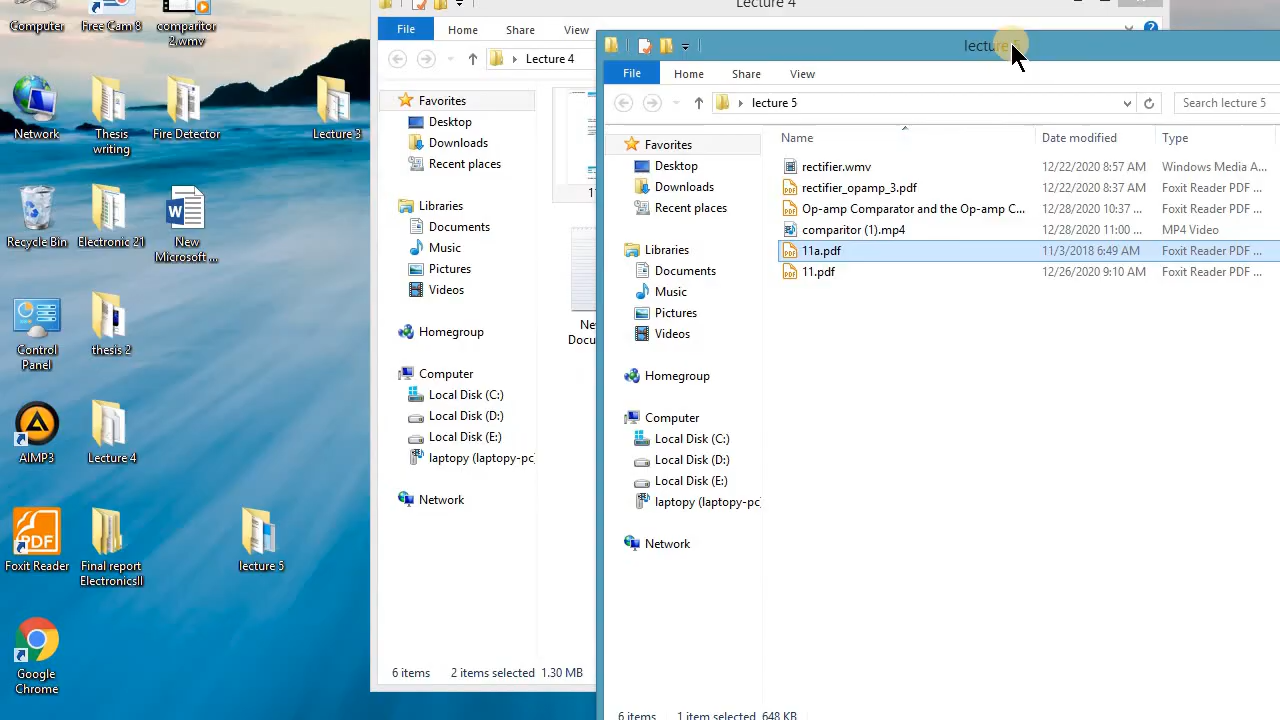 Computer
Free Cam 8
comparitor
2.wmv
Network
Thesis
writing
Fire Detector
Lecture 3
Recycle Bin
Electronic 21
New
Microsoft ...
Control
Panel
thesis 2
AIMP3
Lecture 4
Foxit Reader
Final report
ElectronicsII
lecture 5
Google
Chrome
Lecture 4
File
Home
Share
View
Lecture 4
Favorites
Desktop
Downloads
Recent places
Libraries
Documents
Music
Pictures
Videos
Homegroup
Computer
Local Disk (C:)
Local Disk (D:)
Local Disk (E:)
laptopy (laptopy-pc
Network
6 items
2 items selected 1.30 MB
File
Home
Share
View
lecture 5
Search lecture 5
Favorites
Desktop
Downloads
Recent places
Libraries
Documents
Music
Pictures
Videos
Homegroup
Computer
Local Disk (C:)
Local Disk (D:)
Local Disk (E:)
laptopy (laptopy-pc
Network
Name Date modified Type
rectifier.wmv 12/22/2020 8:57 AM Windows Media A...
rectifier_opamp_3.pdf 12/22/2020 8:37 AM Foxit Reader PDF ...
Op-amp Comparator and the Op-amp C... 12/28/2020 10:37 ... Foxit Reader PDF ...
comparitor (1).mp4 12/28/2020 11:00 ... MP4 Video
11a.pdf 11/3/2018 6:49 AM Foxit Reader PDF ...
11.pdf 12/26/2020 9:10 AM Foxit Reader PDF ...
6 items
1 item selected 648 KB